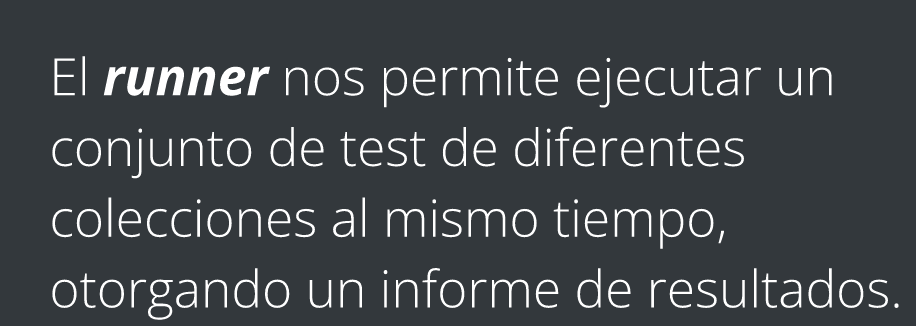 El runner nos permite ejecutar un
conjunto de test de diferentes
colecciones al mismo tiempo,
otorgando un informe de resultados.